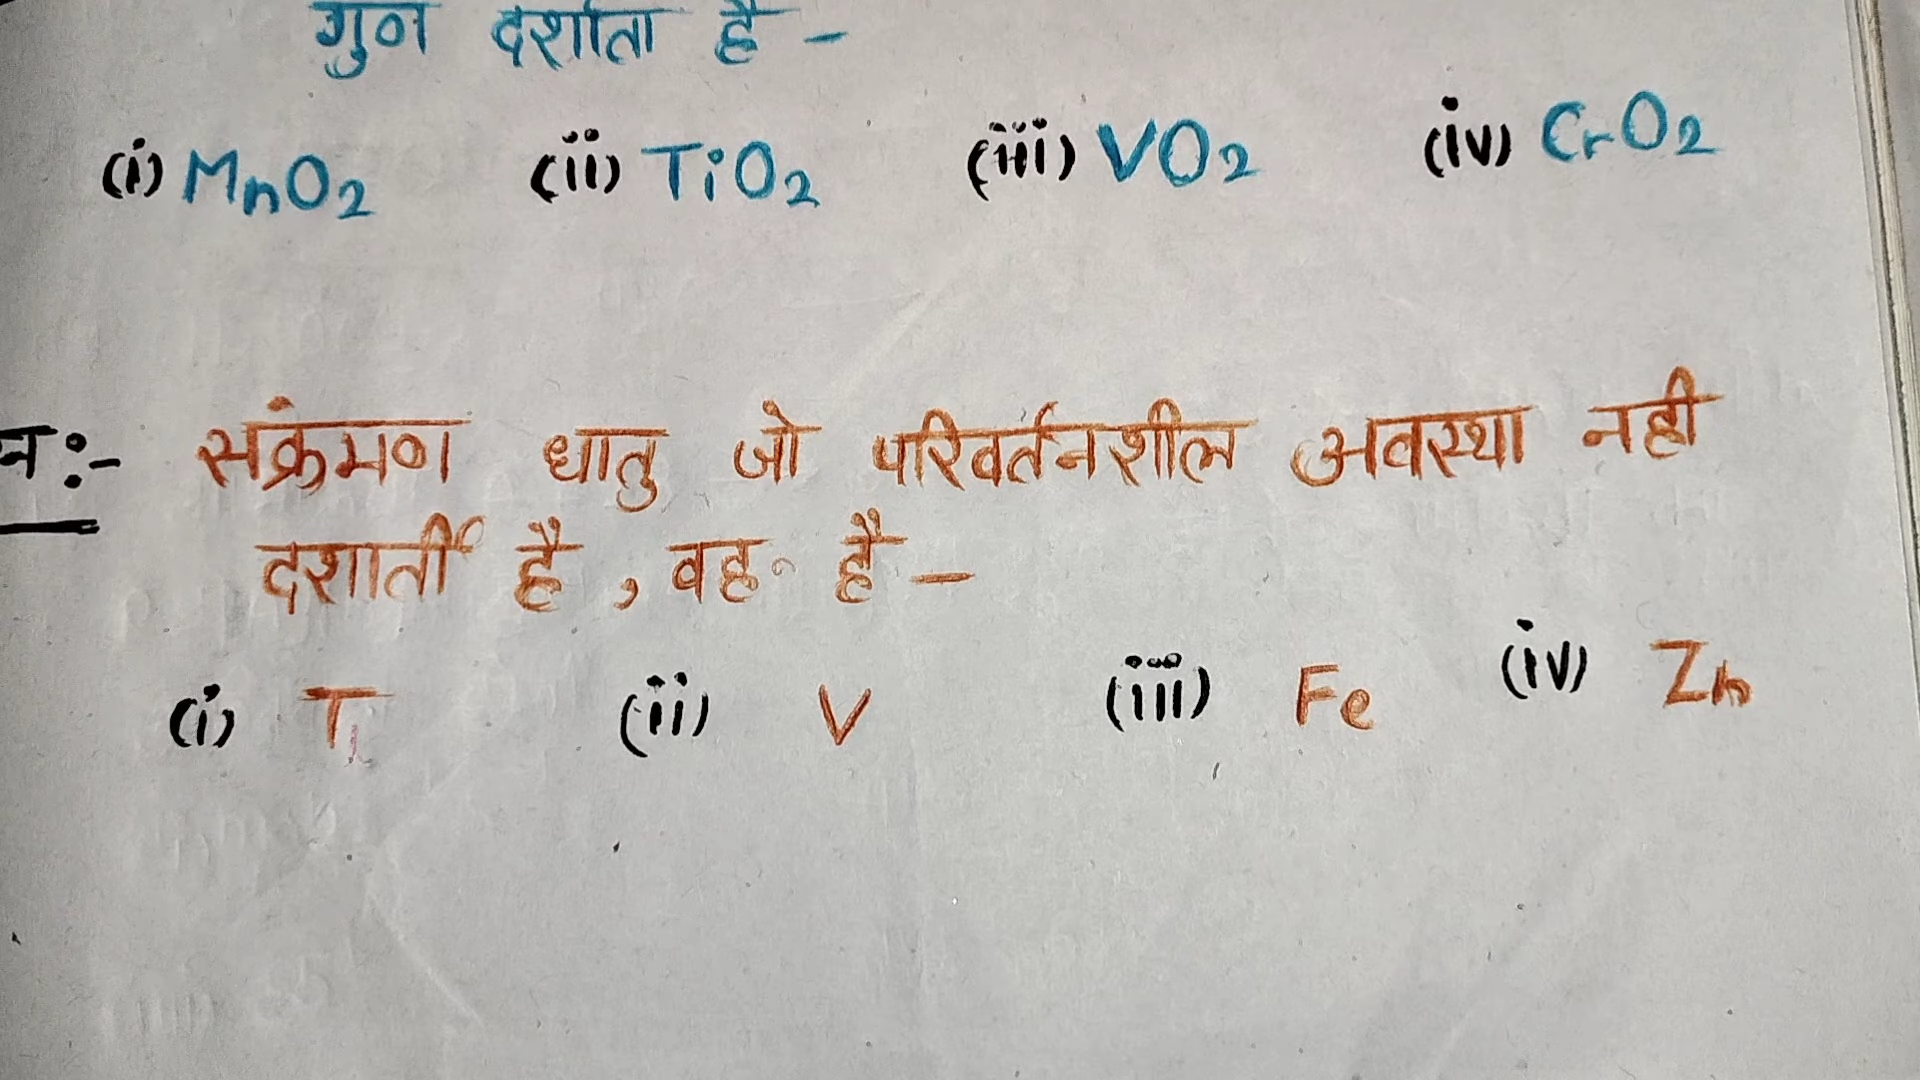 गुण दर्शाता है -
(i) MnO2 (ii) TiO2 (iii) VO2 (iv) CrO2
न:- संक्रमण धातु जो परिवर्तनशील अवस्था नही
दर्शाती है, वह है -
(i) Ti (ii) V (iii) Fe (iv) Zn